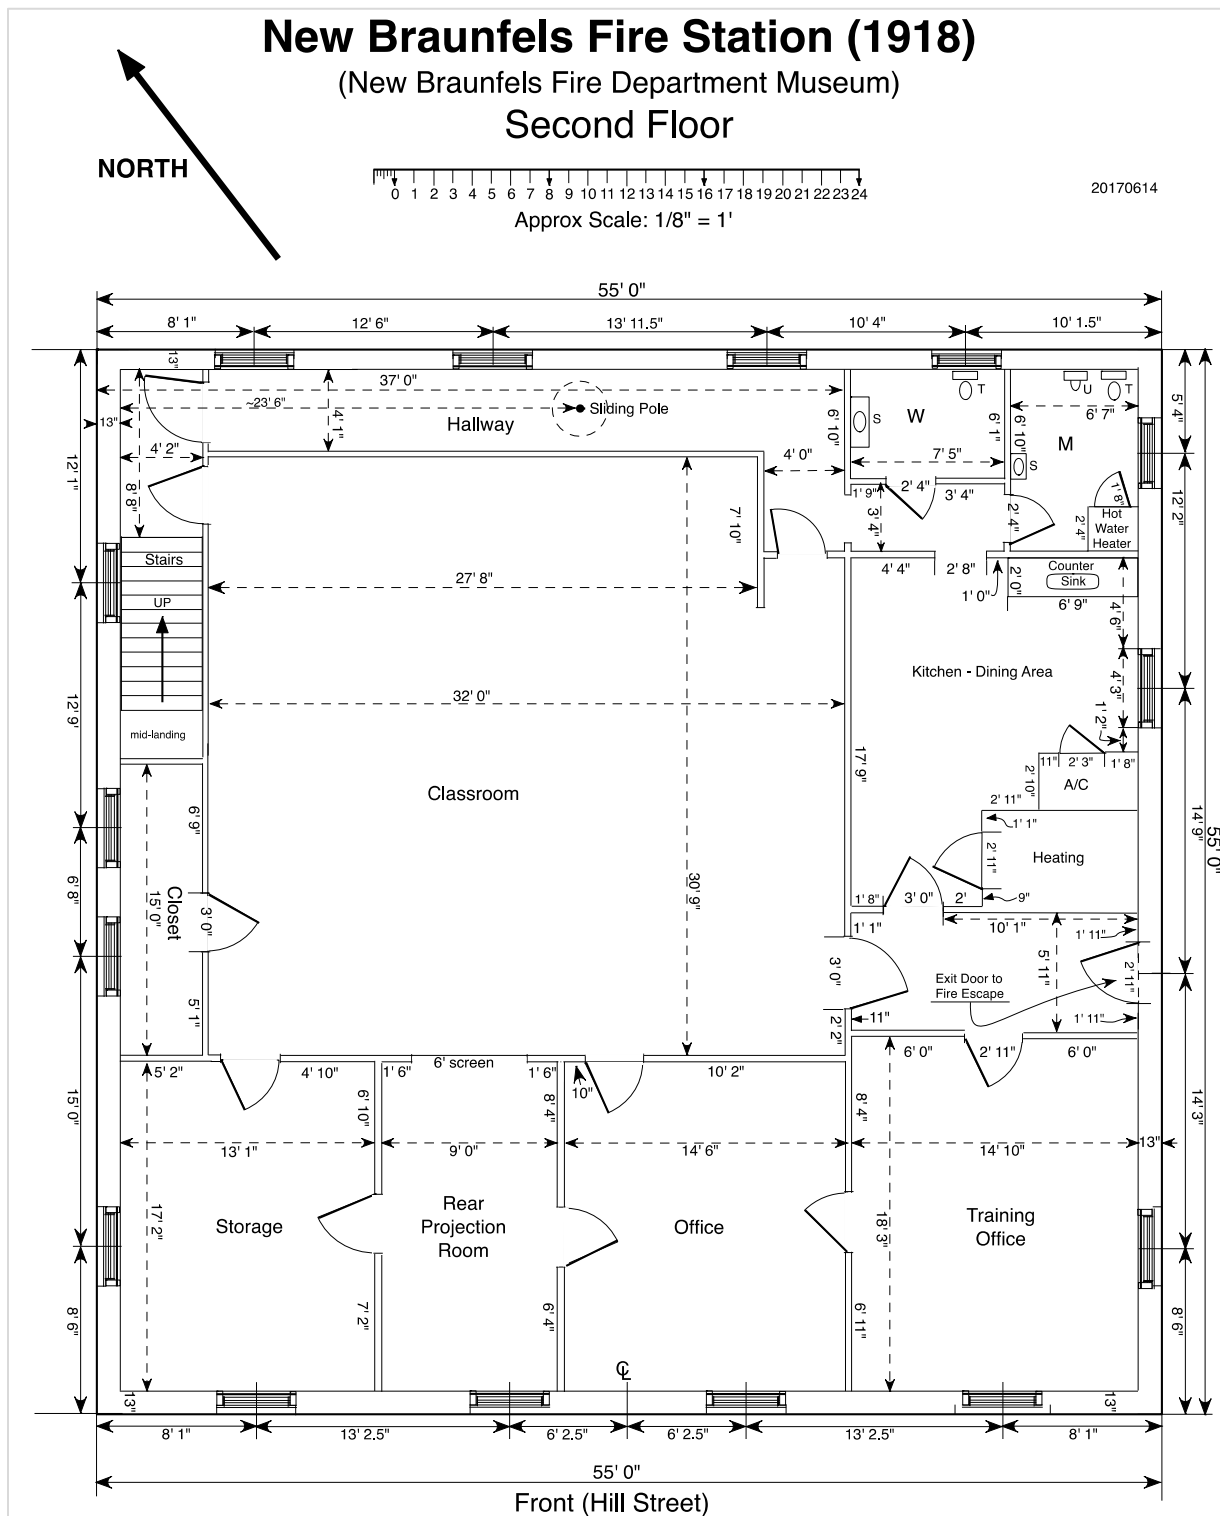 New Braunfels Fire Station (1918)
(New Braunfels Fire Department Museum)
Second Floor
NORTH
0 1 2 3 4 5 6 7 8 9 10 11 12 13 14 15 16 17 18 19 20 21 22 23 24
Approx Scale: 1/8" = 1'
20170614
55' 0"
8' 1" 12' 6" 13' 11.5" 10' 4" 10' 1.5"
13"
37' 0"
~23' 6"
Sliding Pole
13"
4' 1"
Hallway
6' 10"
S
W
T
6' 1"
U
T
6' 7"
6' 10"
M
S
5' 4"
4' 2"
4' 0"
7' 5"
12' 1"
8' 8"
7' 10"
1' 9"
2' 4"
3' 4"
3' 4"
2' 4"
1' 8"
2' 4"
Hot
Water
Heater
12' 2"
Stairs
UP
27' 8"
4' 4"
2' 8"
1' 0"
2' 0"
Counter
Sink
6' 9"
4' 6"
Kitchen - Dining Area
4' 3"
32' 0"
12' 9'
mid-landing
1' 2"
17' 9"
11"
2' 3"
1' 8"
2' 10"
A/C
2' 11"
Classroom
6' 9"
1' 1"
14' 9"
55' 0"
2' 11"
Heating
6' 8"
Closet
15' 0"
3' 0"
30' 9"
1' 8"
3' 0"
2'
9"
1' 1"
10' 1"
1' 11"
3' 0"
5' 11"
Exit Door to
Fire Escape
2' 11"
5' 1"
11"
1' 11"
2' 2"
6' 0"
2' 11"
6' 0"
5' 2"
4' 10"
1' 6"
6' screen
1' 6"
10"
10' 2"
15' 0"
6' 10"
8' 4"
8' 4"
14' 3"
13' 1"
9' 0"
14' 6"
14' 10"
13"
17' 2"
Storage
Rear
Projection
Room
Office
18' 3"
Training
Office
8' 6"
7' 2"
6' 4"
6' 11"
8' 6"
CL
13"
13"
8' 1" 13' 2.5" 6' 2.5" 6' 2.5" 13' 2.5" 8' 1"
55' 0"
Front (Hill Street)